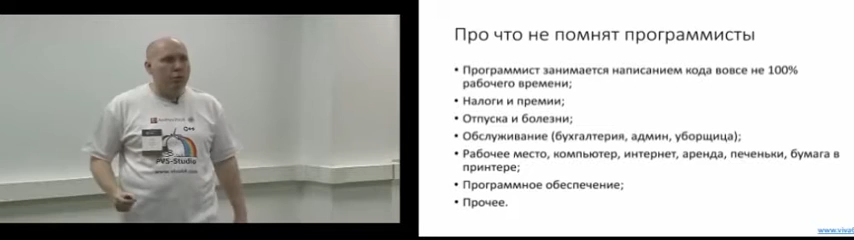 C++
PVS-Studio
Про что не помнят программисты
• Программист занимается написанием кода вовсе не 100%
рабочего времени;
• Налоги и премии;
• Отпуска и болезни;
• Обслуживание (бухгалтерия, админ, уборщица);
• Рабочее место, компьютер, интернет, аренда, печеньки, бумага в
принтере;
• Программное обеспечение;
• Прочее.